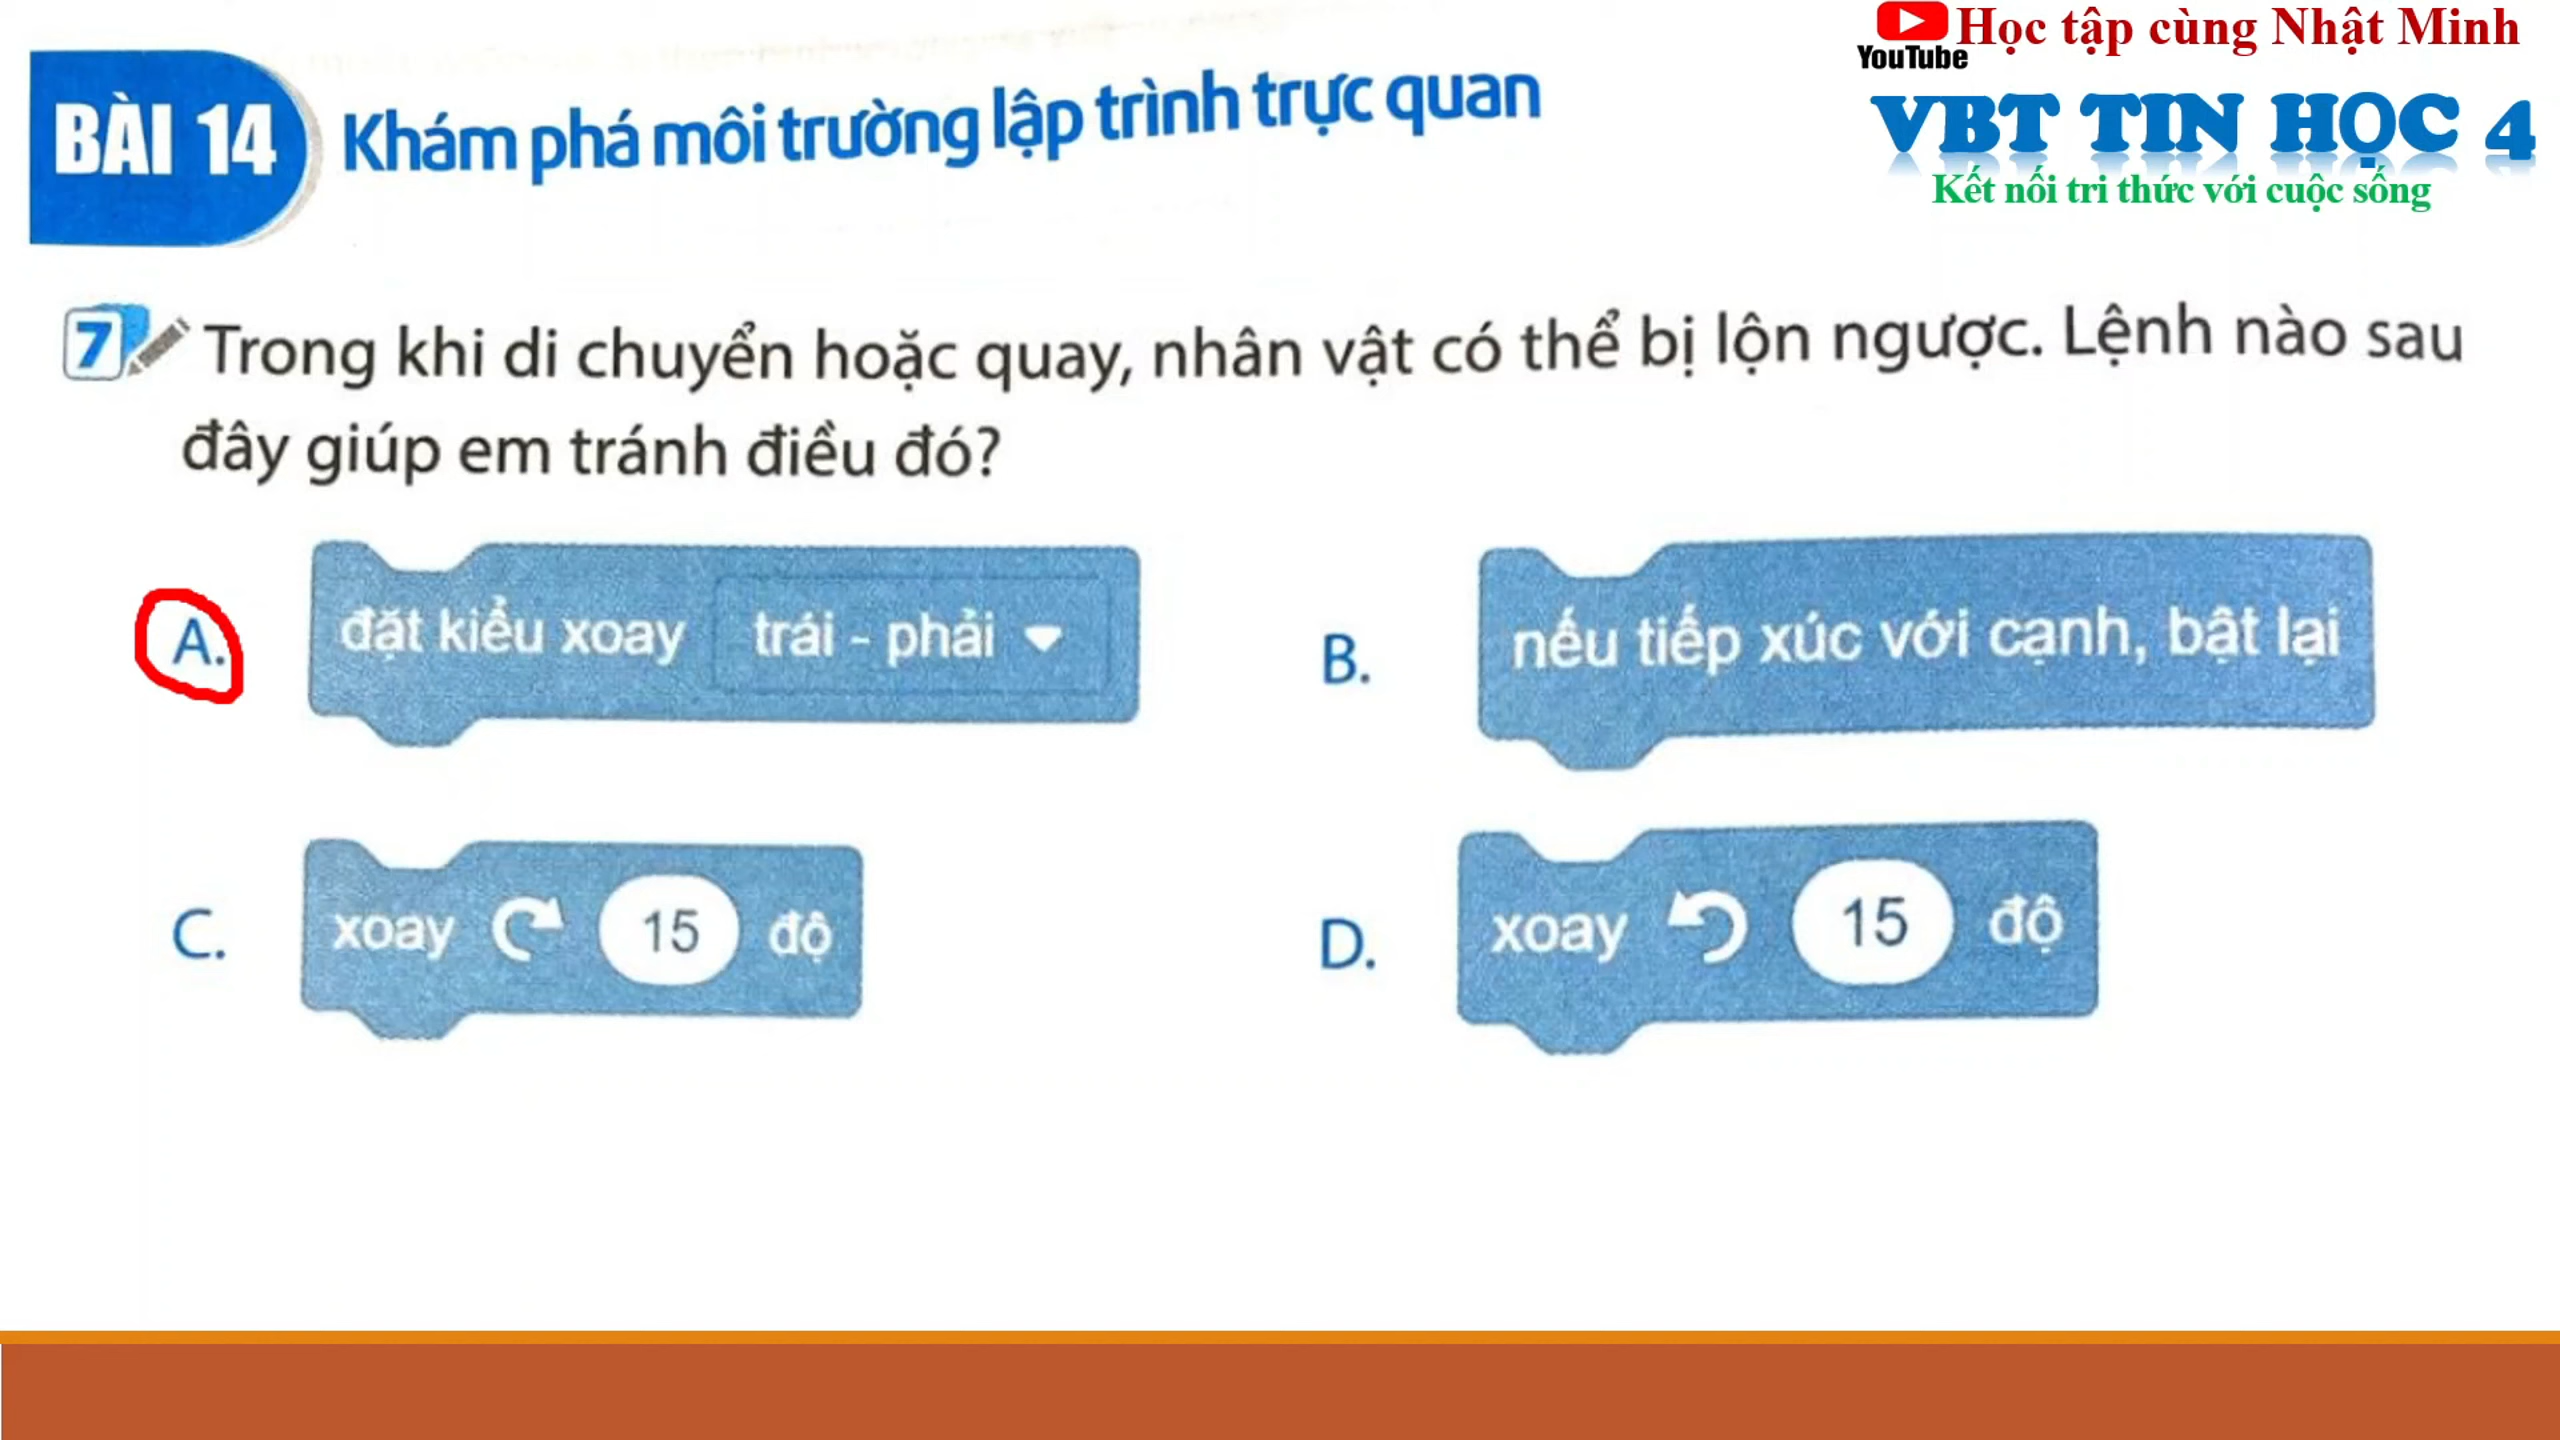 YouTube Học tập cùng Nhật Minh
VBT TIN HỌC 4
Kết nối tri thức với cuộc sống
BÀI 14 Khám phá môi trường lập trình trực quan
7 Trong khi di chuyển hoặc quay, nhân vật có thể bị lộn ngược. Lệnh nào sau
đây giúp em tránh điều đó?
A. đặt kiểu xoay trái - phải
B. nếu tiếp xúc với cạnh, bật lại
C. xoay 15 độ
D. xoay 15 độ